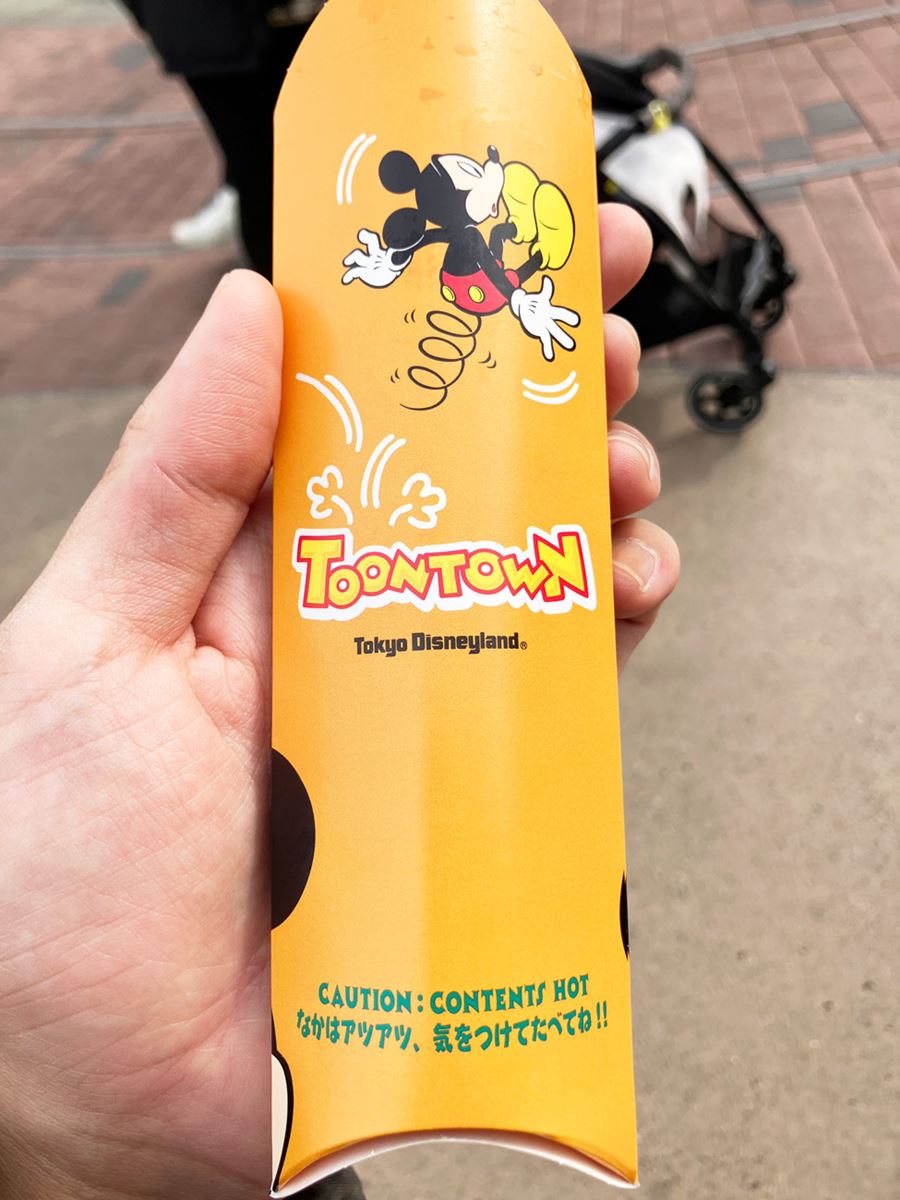 TOONTOWN
Tokyo Disneyland®
CAUTION: CONTENTS HOT
なかはアツアツ、気をつけてたべてね!!